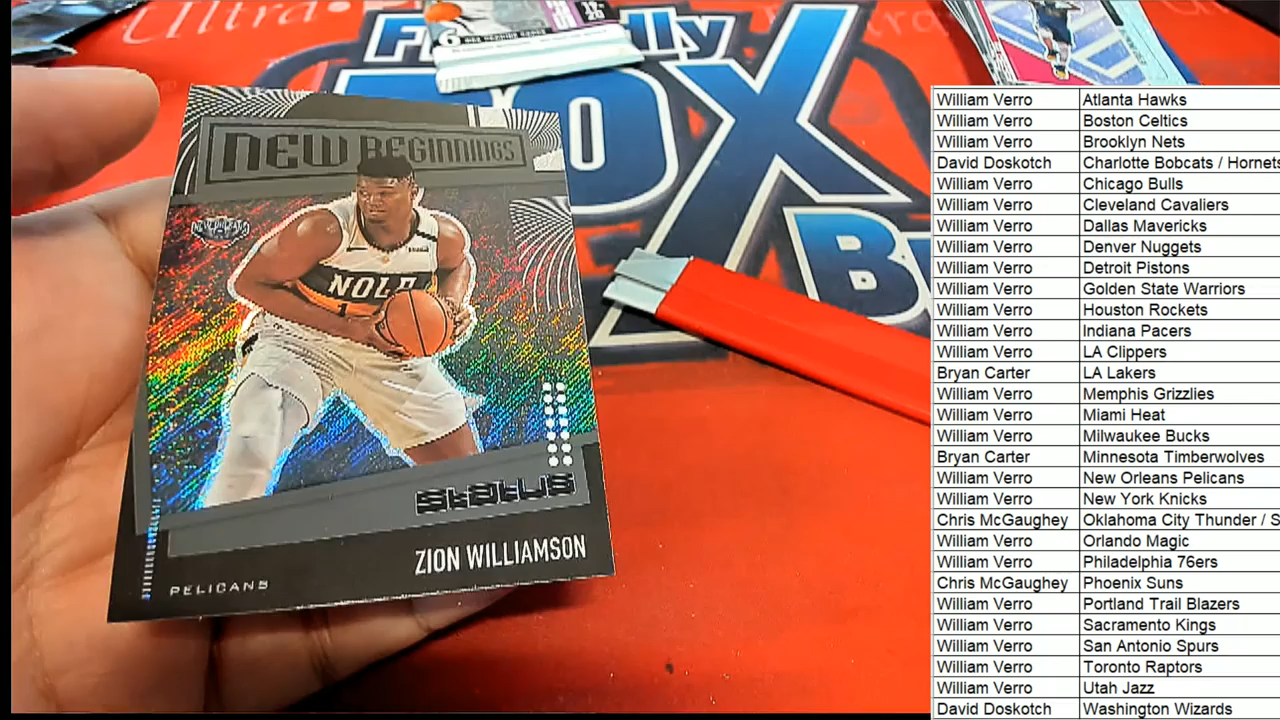 NEW BEGINNINGS
NEW ORLEANS
NOLA
1
status
ZION WILLIAMSON
PELICANS
6
OX
B
William Verro Atlanta Hawks
William Verro Boston Celtics
William Verro Brooklyn Nets
David Doskotch Charlotte Bobcats / Hornets
William Verro Chicago Bulls
William Verro Cleveland Cavaliers
William Verro Dallas Mavericks
William Verro Denver Nuggets
William Verro Detroit Pistons
William Verro Golden State Warriors
William Verro Houston Rockets
William Verro Indiana Pacers
William Verro LA Clippers
Bryan Carter LA Lakers
William Verro Memphis Grizzlies
William Verro Miami Heat
William Verro Milwaukee Bucks
Bryan Carter Minnesota Timberwolves
William Verro New Orleans Pelicans
William Verro New York Knicks
Chris McGaughey Oklahoma City Thunder / S
William Verro Orlando Magic
William Verro Philadelphia 76ers
Chris McGaughey Phoenix Suns
William Verro Portland Trail Blazers
William Verro Sacramento Kings
William Verro San Antonio Spurs
William Verro Toronto Raptors
William Verro Utah Jazz
David Doskotch Washington Wizards